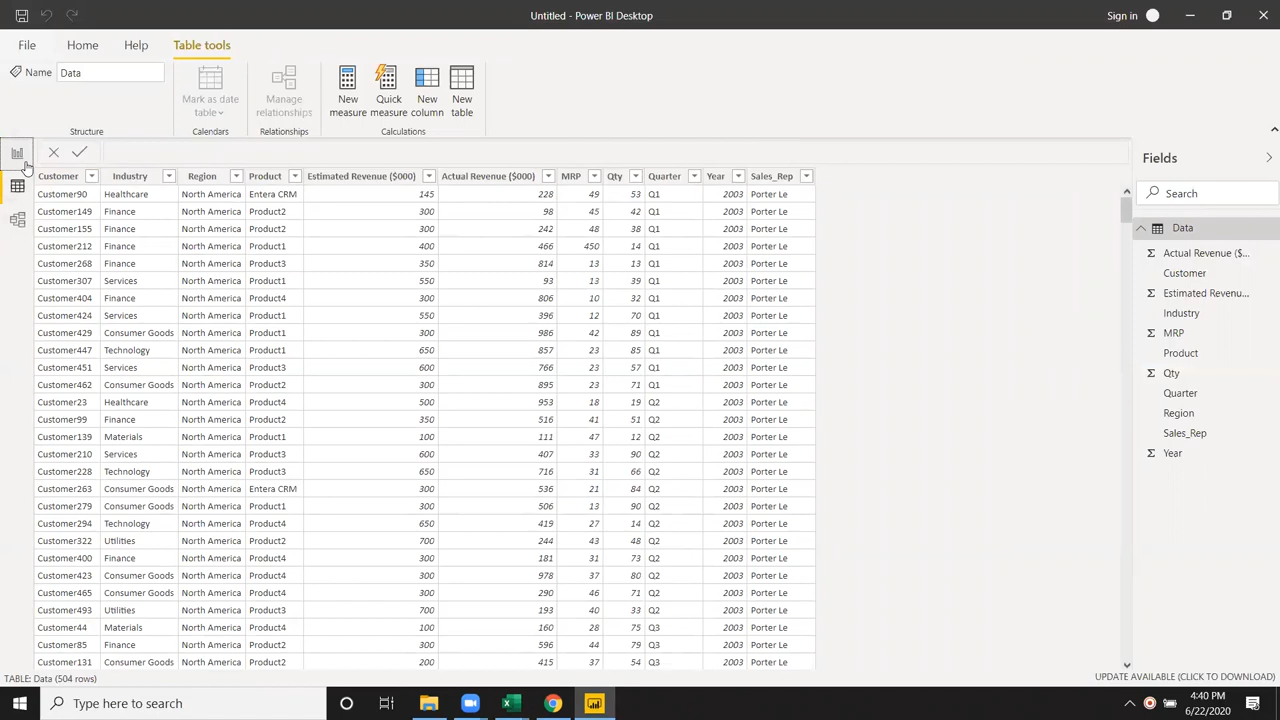 Untitled - Power BI Desktop
Sign in
File Home Help Table tools
Name Data
Mark as date table
Manage relationships
New measure
Quick measure
New column
New table
Structure Calendars Relationships Calculations
Customer Industry Region Product Estimated Revenue ($000) Actual Revenue ($000) MRP Qty Quarter Year Sales_Rep
Customer90 Healthcare North America Entera CRM 145 228 49 53 Q1 2003 Porter Le
Customer149 Finance North America Product2 300 98 45 42 Q1 2003 Porter Le
Customer155 Finance North America Product2 300 242 48 38 Q1 2003 Porter Le
Customer212 Finance North America Product1 400 466 450 14 Q1 2003 Porter Le
Customer268 Finance North America Product3 350 814 13 13 Q1 2003 Porter Le
Customer307 Services North America Product1 550 93 13 39 Q1 2003 Porter Le
Customer404 Finance North America Product4 300 806 10 32 Q1 2003 Porter Le
Customer424 Services North America Product1 550 396 12 70 Q1 2003 Porter Le
Customer429 Consumer Goods North America Product1 300 986 42 89 Q1 2003 Porter Le
Customer447 Technology North America Product1 650 857 23 85 Q1 2003 Porter Le
Customer451 Services North America Product3 600 766 23 57 Q1 2003 Porter Le
Customer462 Consumer Goods North America Product2 300 895 23 71 Q1 2003 Porter Le
Customer23 Healthcare North America Product4 500 953 18 19 Q2 2003 Porter Le
Customer99 Finance North America Product2 350 516 41 51 Q2 2003 Porter Le
Customer139 Materials North America Product1 100 111 47 12 Q2 2003 Porter Le
Customer210 Services North America Product3 600 407 33 90 Q2 2003 Porter Le
Customer228 Technology North America Product3 650 716 31 66 Q2 2003 Porter Le
Customer263 Consumer Goods North America Entera CRM 300 536 21 84 Q2 2003 Porter Le
Customer279 Consumer Goods North America Product1 300 506 13 90 Q2 2003 Porter Le
Customer294 Technology North America Product4 650 419 27 14 Q2 2003 Porter Le
Customer322 Utilities North America Product2 700 244 43 48 Q2 2003 Porter Le
Customer400 Finance North America Product4 300 181 31 73 Q2 2003 Porter Le
Customer423 Consumer Goods North America Product4 300 978 37 80 Q2 2003 Porter Le
Customer465 Consumer Goods North America Product4 300 290 46 71 Q2 2003 Porter Le
Customer493 Utilities North America Product3 700 193 40 33 Q2 2003 Porter Le
Customer44 Materials North America Product4 100 160 28 75 Q3 2003 Porter Le
Customer85 Finance North America Product2 300 596 44 79 Q3 2003 Porter Le
Customer131 Consumer Goods North America Product2 200 415 37 54 Q3 2003 Porter Le
Fields
Search
Data
Actual Revenue ($...
Customer
Estimated Revenu...
Industry
MRP
Product
Qty
Quarter
Region
Sales_Rep
Year
TABLE: Data (504 rows)
UPDATE AVAILABLE (CLICK TO DOWNLOAD)
Type here to search
4:40 PM
6/22/2020